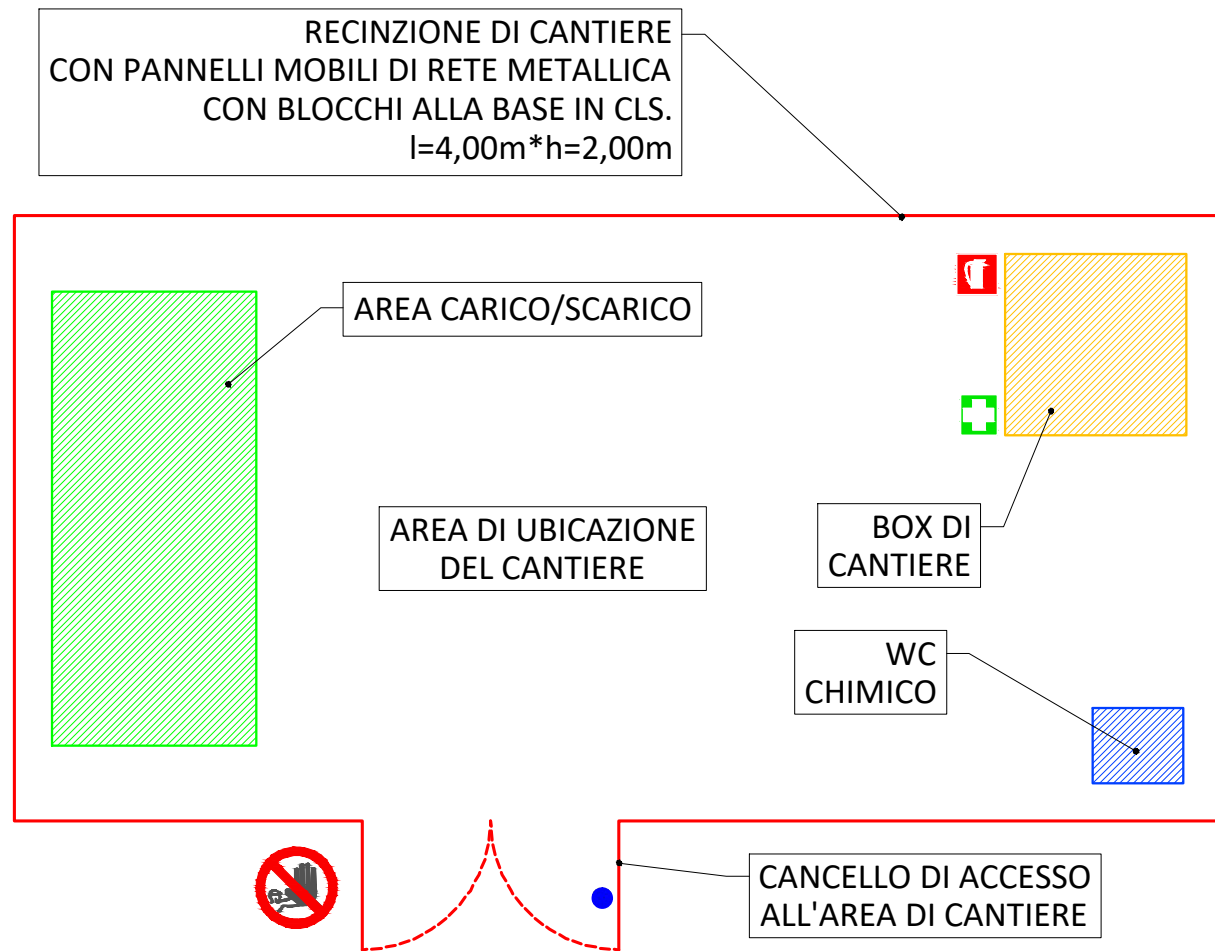 RECINZIONE DI CANTIERE
CON PANNELLI MOBILI DI RETE METALLICA
CON BLOCCHI ALLA BASE IN CLS.
l=4,00m*h=2,00m
AREA CARICO/SCARICO
AREA DI UBICAZIONE
DEL CANTIERE
BOX DI
CANTIERE
WC
CHIMICO
CANCELLO DI ACCESSO
ALL'AREA DI CANTIERE